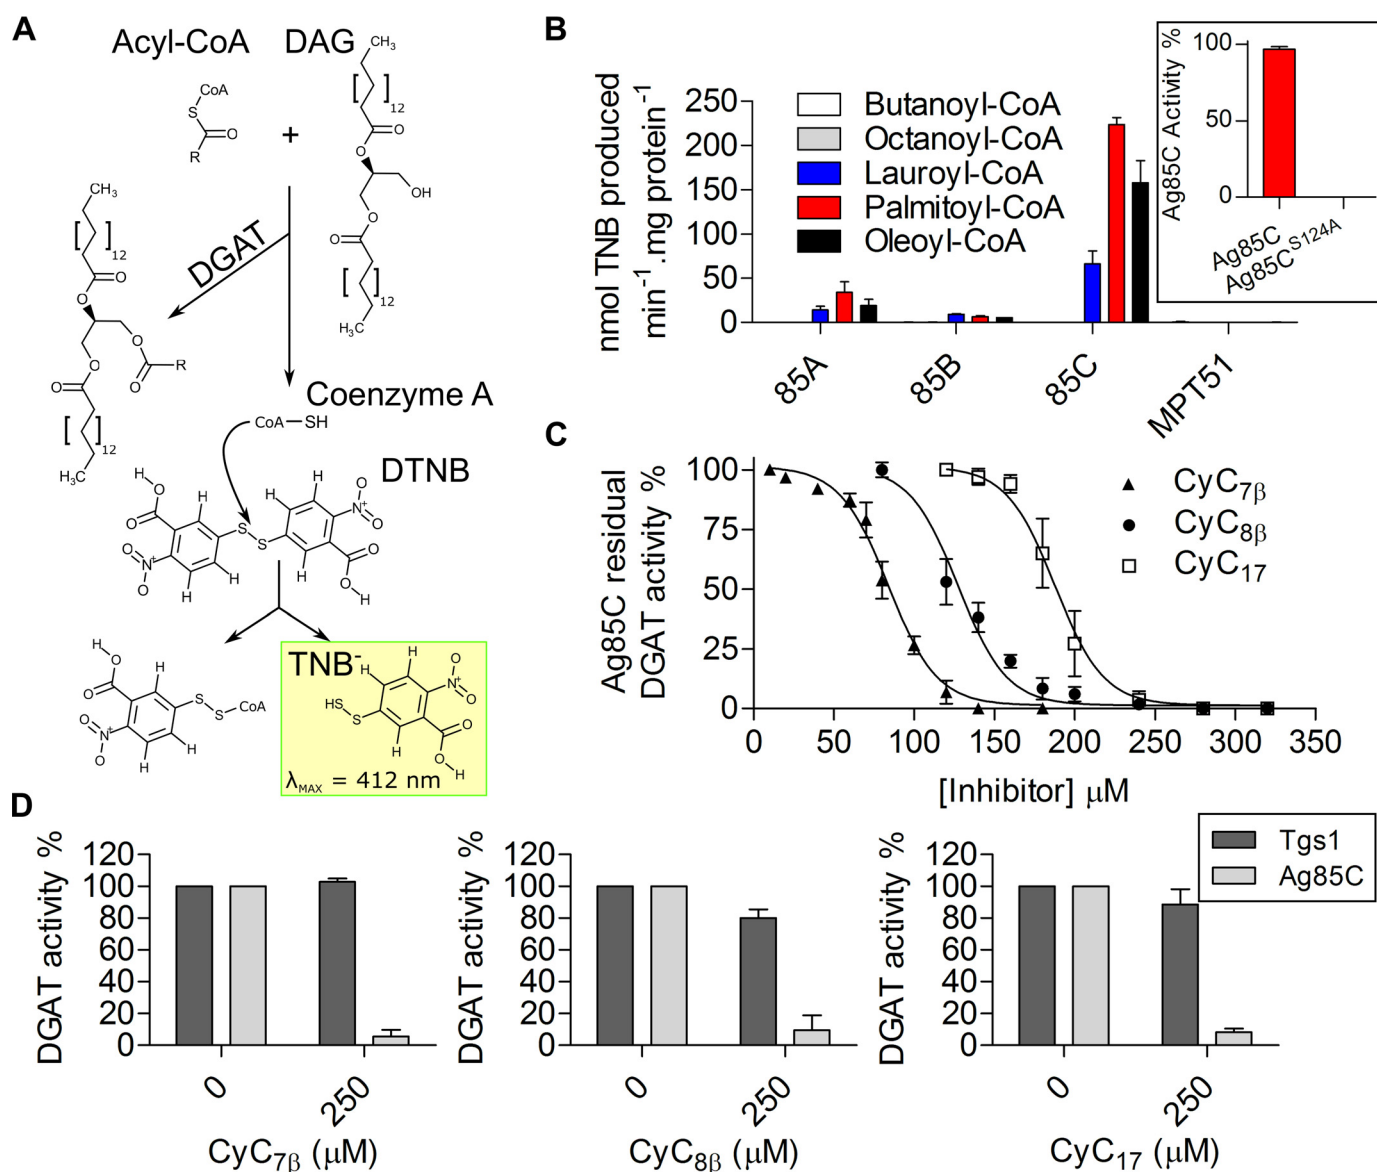 A
Acyl-CoA DAG
CoA
S
O
R
+
CH₃
12
O
O
OH
O
O
12
H₃C
DGAT
CH₃
12
O
O
O
R
O
O
O
12
H₃C
Coenzyme A
CoA—SH
DTNB
H
O
O
H
N⁺
O⁻
O
H
H
S
S
H
H
H
N⁺
O⁻
O
O
O
H
H
O
O
H
S
S
CoA
N⁺
O⁻
O
H
H
TNB⁻
H
H
HS
S
H
N⁺
O
O⁻
O
O
H
λMAX = 412 nm
B
nmol TNB produced
min⁻¹.mg protein⁻¹
250
200
150
100
50
0
Butanoyl-CoA
Octanoyl-CoA
Lauroyl-CoA
Palmitoyl-CoA
Oleoyl-CoA
85A
85B
85C
MPT51
Ag85C Activity %
100
50
0
Ag85C
Ag85C^S124A
C
Ag85C residual
DGAT activity %
100
75
50
25
0
0 50 100 150 200 250 300 350
[Inhibitor] μM
CyC₇β
CyC₈β
CyC₁₇
D
DGAT activity %
120
100
80
60
40
20
0
0
250
CyC₇β (μM)
DGAT activity %
120
100
80
60
40
20
0
0
250
CyC₈β (μM)
DGAT activity %
120
100
80
60
40
20
0
0
250
CyC₁₇ (μM)
Tgs1
Ag85C